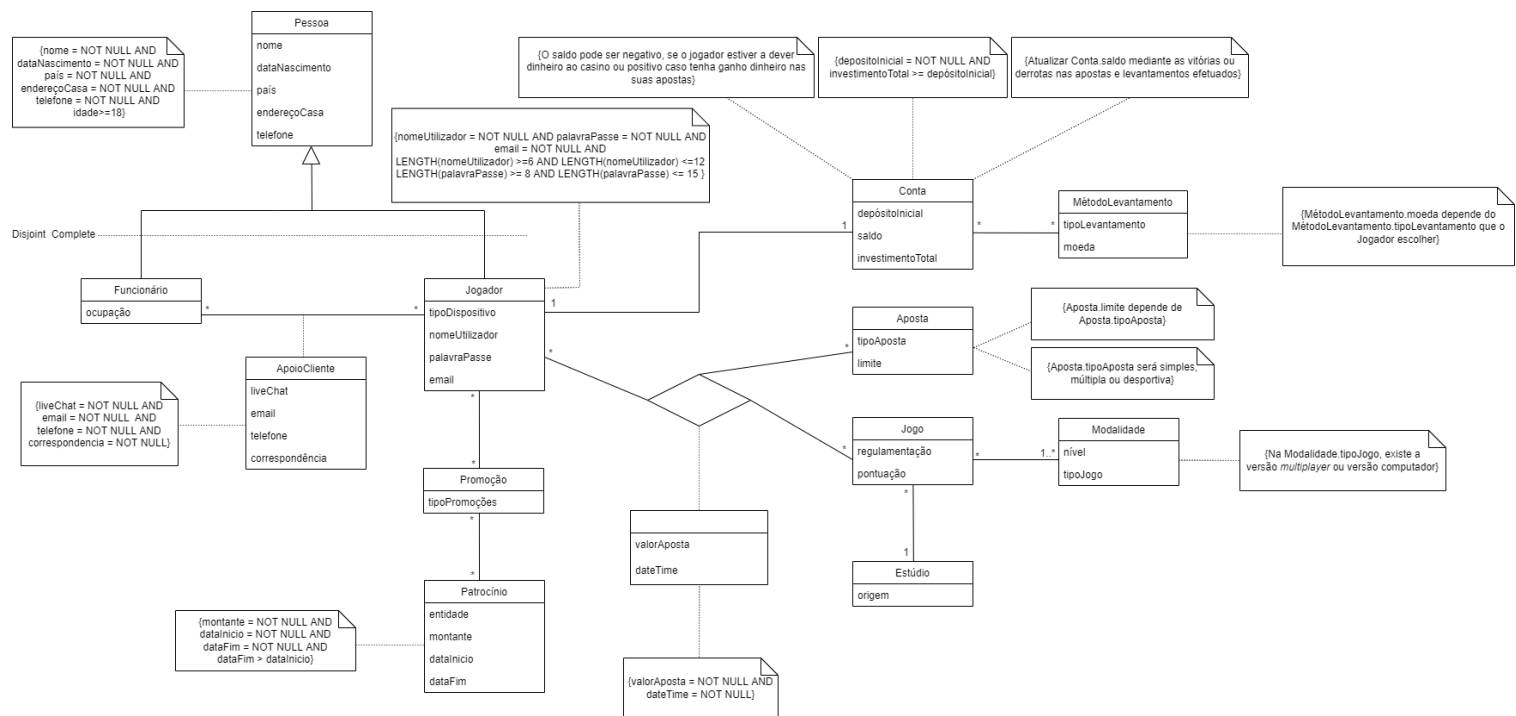 Pessoa
nome
dataNascimento
país
endereçoCasa
telefone
{nome = NOT NULL AND
dataNascimento = NOT NULL AND
país = NOT NULL AND
endereçoCasa = NOT NULL AND
telefone = NOT NULL AND
idade>=18}
{O saldo pode ser negativo, se o jogador estiver a dever
dinheiro ao casino ou positivo caso tenha ganho dinheiro nas
suas apostas}
{depositoInicial = NOT NULL AND
investimentoTotal >= depósitoInicial}
{Atualizar Conta.saldo mediante as vitórias ou
derrotas nas apostas e levantamentos efetuados}
{nomeUtilizador = NOT NULL AND palavraPasse = NOT NULL AND
email = NOT NULL AND
LENGTH(nomeUtilizador) >=6 AND LENGTH(nomeUtilizador) <=12
LENGTH(palavraPasse) >= 8 AND LENGTH(palavraPasse) <= 15 }
Conta
depósitoInicial
saldo
investimentoTotal
1
*
*
MétodoLevantamento
tipoLevantamento
moeda
{MétodoLevantamento.moeda depende do
MétodoLevantamento.tipoLevantamento que o
Jogador escolher}
Disjoint Complete
Funcionário
ocupação
*
*
Jogador
tipoDispositivo
nomeUtilizador
palavraPasse
email
1
*
*
ApoioCliente
liveChat
email
telefone
correspondência
{liveChat = NOT NULL AND
email = NOT NULL AND
telefone = NOT NULL AND
correspondencia = NOT NULL}
Aposta
tipoAposta
limite
*
{Aposta.limite depende de
Aposta.tipoAposta}
{Aposta.tipoAposta será simples,
múltipla ou desportiva}
Jogo
regulamentação
pontuação
*
*
1..*
Modalidade
nível
tipoJogo
{Na Modalidade.tipoJogo, existe a
versão multiplayer ou versão computador}
*
1
Estúdio
origem
*
Promoção
tipoPromoções
*
*
Patrocínio
entidade
montante
dataInicio
dataFim
{montante = NOT NULL AND
dataInicio = NOT NULL AND
dataFim = NOT NULL AND
dataFim > dataInicio}
valorAposta
dateTime
{valorAposta = NOT NULL AND
dateTime = NOT NULL}